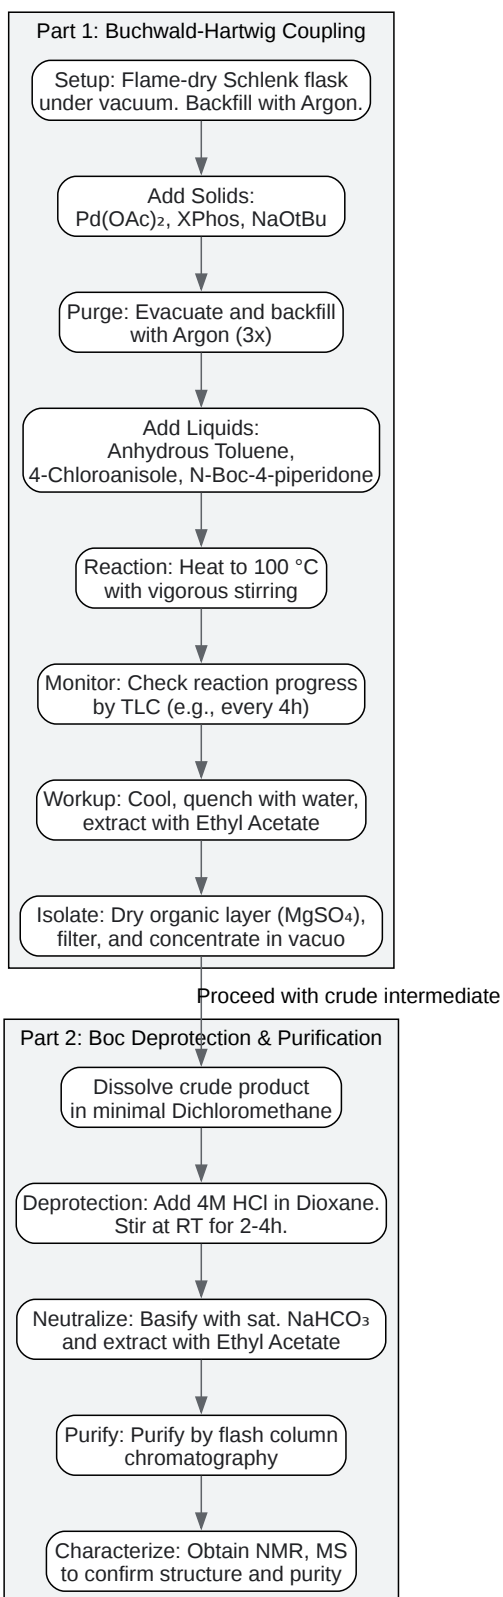 Part 1: Buchwald-Hartwig Coupling
Setup: Flame-dry Schlenk flask
under vacuum. Backfill with Argon.
Add Solids:
Pd(OAc)₂, XPhos, NaOtBu
Purge: Evacuate and backfill
with Argon (3x)
Add Liquids:
Anhydrous Toluene,
4-Chloroanisole, N-Boc-4-piperidone
Reaction: Heat to 100 °C
with vigorous stirring
Monitor: Check reaction progress
by TLC (e.g., every 4h)
Workup: Cool, quench with water,
extract with Ethyl Acetate
Isolate: Dry organic layer (MgSO₄),
filter, and concentrate in vacuo
Proceed with crude intermediate
Part 2: Boc Deprotection & Purification
Dissolve crude product
in minimal Dichloromethane
Deprotection: Add 4M HCl in Dioxane.
Stir at RT for 2-4h.
Neutralize: Basify with sat. NaHCO₃
and extract with Ethyl Acetate
Purify: Purify by flash column
chromatography
Characterize: Obtain NMR, MS
to confirm structure and purity